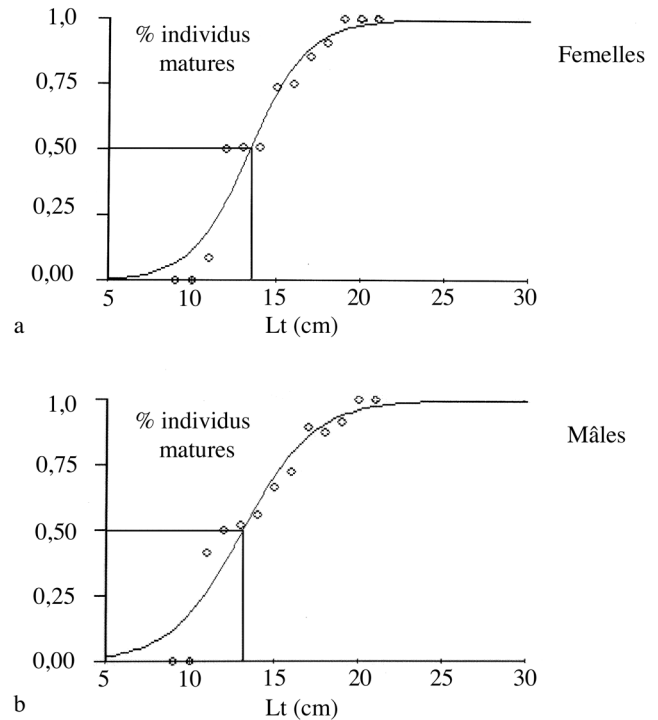 1,0
% individus
matures
Femelles
0,75
0,50
0,25
0,00
5 10 15 20 25 30
a
Lt (cm)
1,0
% individus
matures
Mâles
0,75
0,50
0,25
0,00
5 10 15 20 25 30
b
Lt (cm)